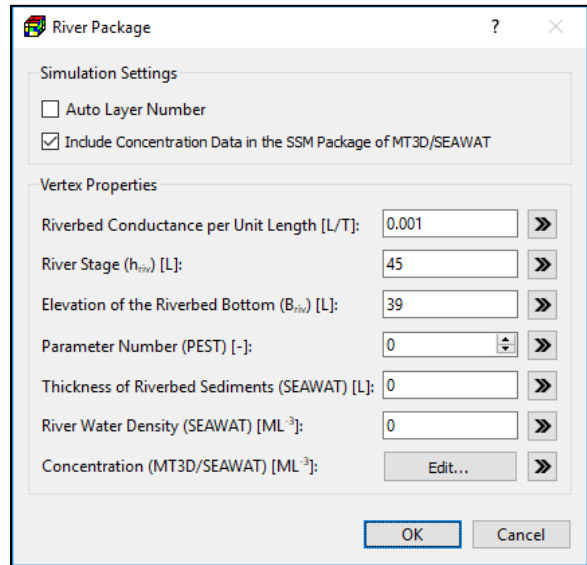 River Package
?
Simulation Settings
Auto Layer Number
Include Concentration Data in the SSM Package of MT3D/SEAWAT
Vertex Properties
Riverbed Conductance per Unit Length [L/T]: 0.001
River Stage (hriv) [L]: 45
Elevation of the Riverbed Bottom (Briv) [L]: 39
Parameter Number (PEST) [-]: 0
Thickness of Riverbed Sediments (SEAWAT) [L]: 0
River Water Density (SEAWAT) [ML⁻³]: 0
Concentration (MT3D/SEAWAT) [ML⁻³]: Edit...
OK Cancel